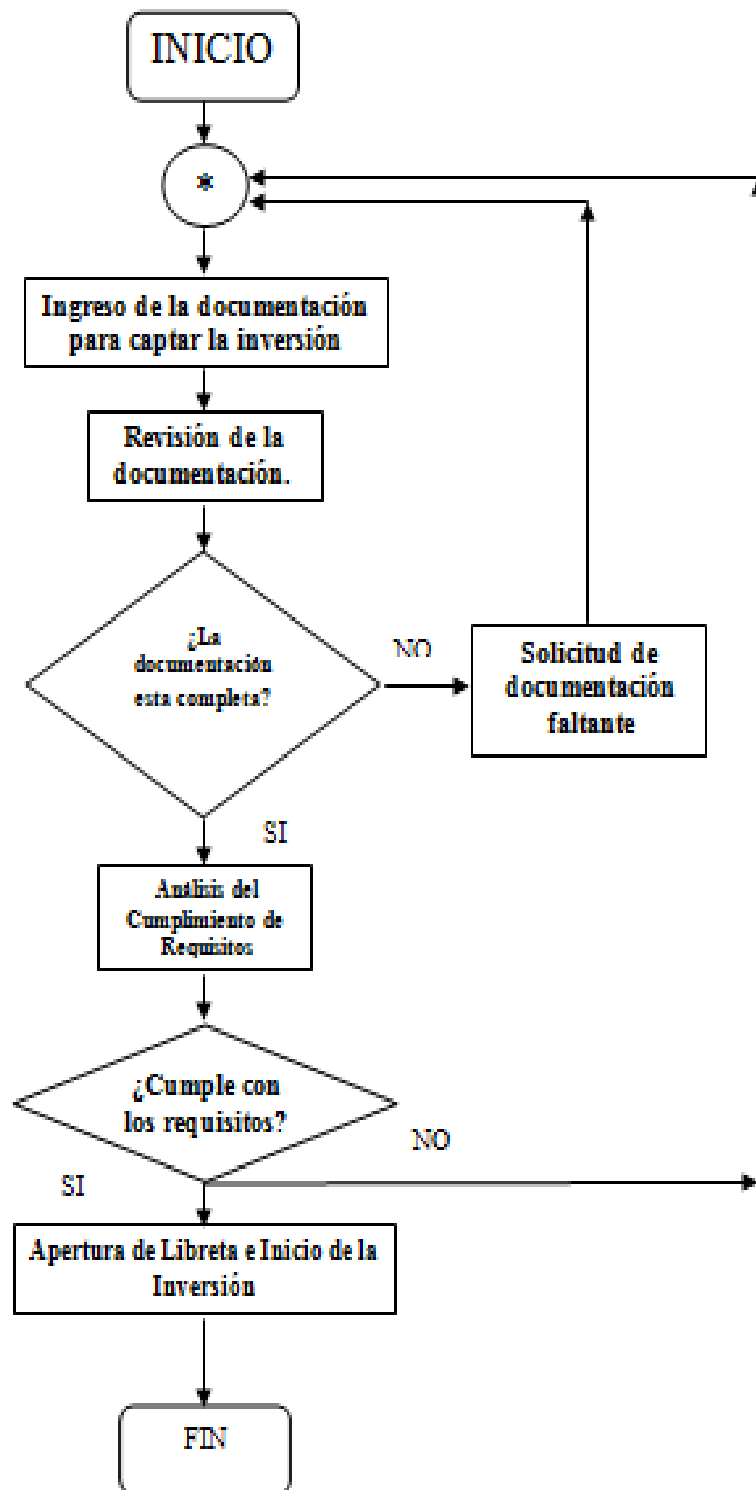 INICIO
*
Ingreso de la documentación
para captar la inversión
Revisión de la
documentación.
¿La
documentación
esta completa?
NO
Solicitud de
documentación
faltante
SI
Análisis del
Cumplimiento de
Requisitos
¿Cumple con
los requisitos?
NO
SI
Apertura de Libreta e Inicio de la
Inversión
FIN